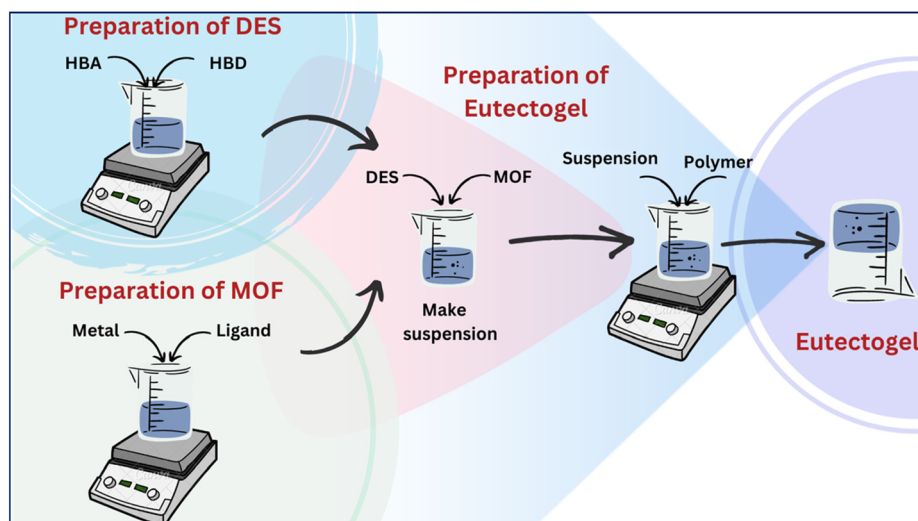 Preparation of DES
HBA
HBD
Preparation of
Eutectogel
DES
MOF
Make
suspension
Suspension
Polymer
Preparation of MOF
Metal
Ligand
Eutectogel